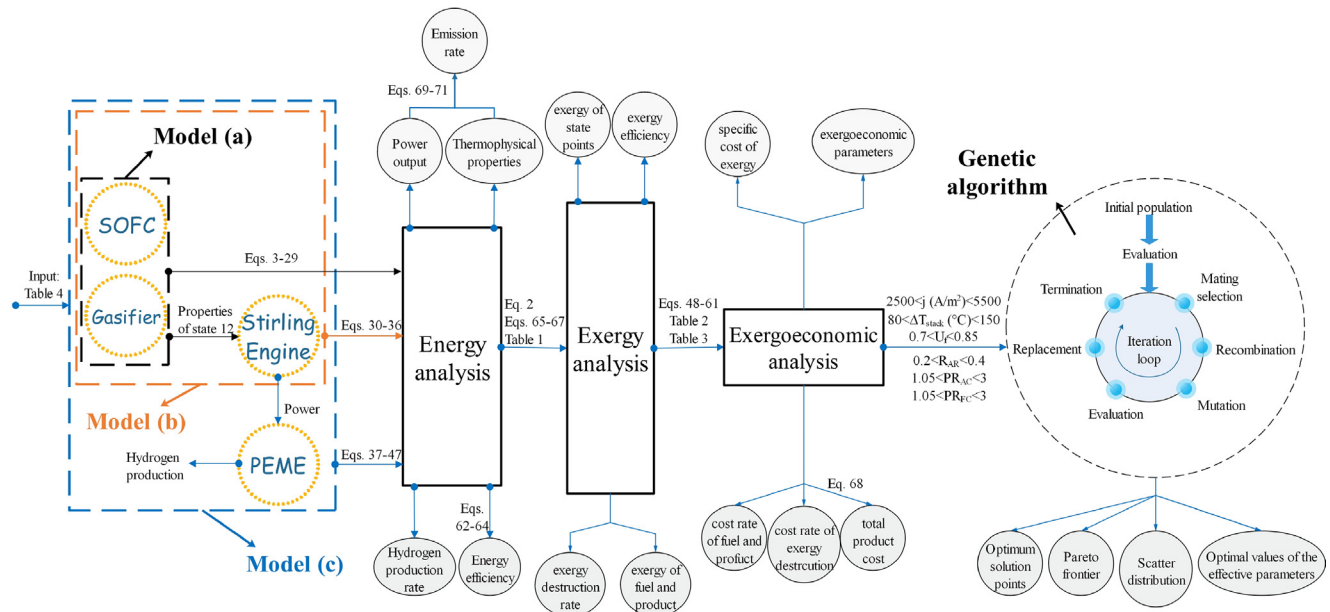 Emission
rate
Eqs. 69-71
Power
output
Thermophysical
properties
exergy of
state
points
exergy
efficiency
specific
cost of
exergy
exergoeconomic
parameters
Model (a)
SOFC
Gasifier
Input:
Table 4
Properties
of state 12
Stirling
Engine
Eqs. 3-29
Eqs. 30-36
Model (b)
Power
Hydrogen
production
PEME
Eqs. 37-47
Model (c)
Energy
analysis
Eqs.
62-64
Hydrogen
production
rate
Energy
efficiency
Eq. 2
Eqs. 65-67
Table 1
Exergy
analysis
exergy
destruction
rate
exergy of
fuel and
product
Eqs. 48-61
Table 2
Table 3
Exergoeconomic
analysis
Eq. 68
cost rate
of fuel and
profuct
cost rate of
exergy
destrcution
total
product
cost
2500<j (A/m²)<5500
80<ΔTstack (°C)<150
0.7<Uf<0.85
0.2<RAR<0.4
1.05<PRAC<3
1.05<PRFC<3
Genetic
algorithm
Initial population
Evaluation
Termination
Mating
selection
Replacement
Iteration
loop
Recombination
Evaluation
Mutation
Optimum
solution
points
Pareto
frontier
Scatter
distribution
Optimal values of the
effective parameters